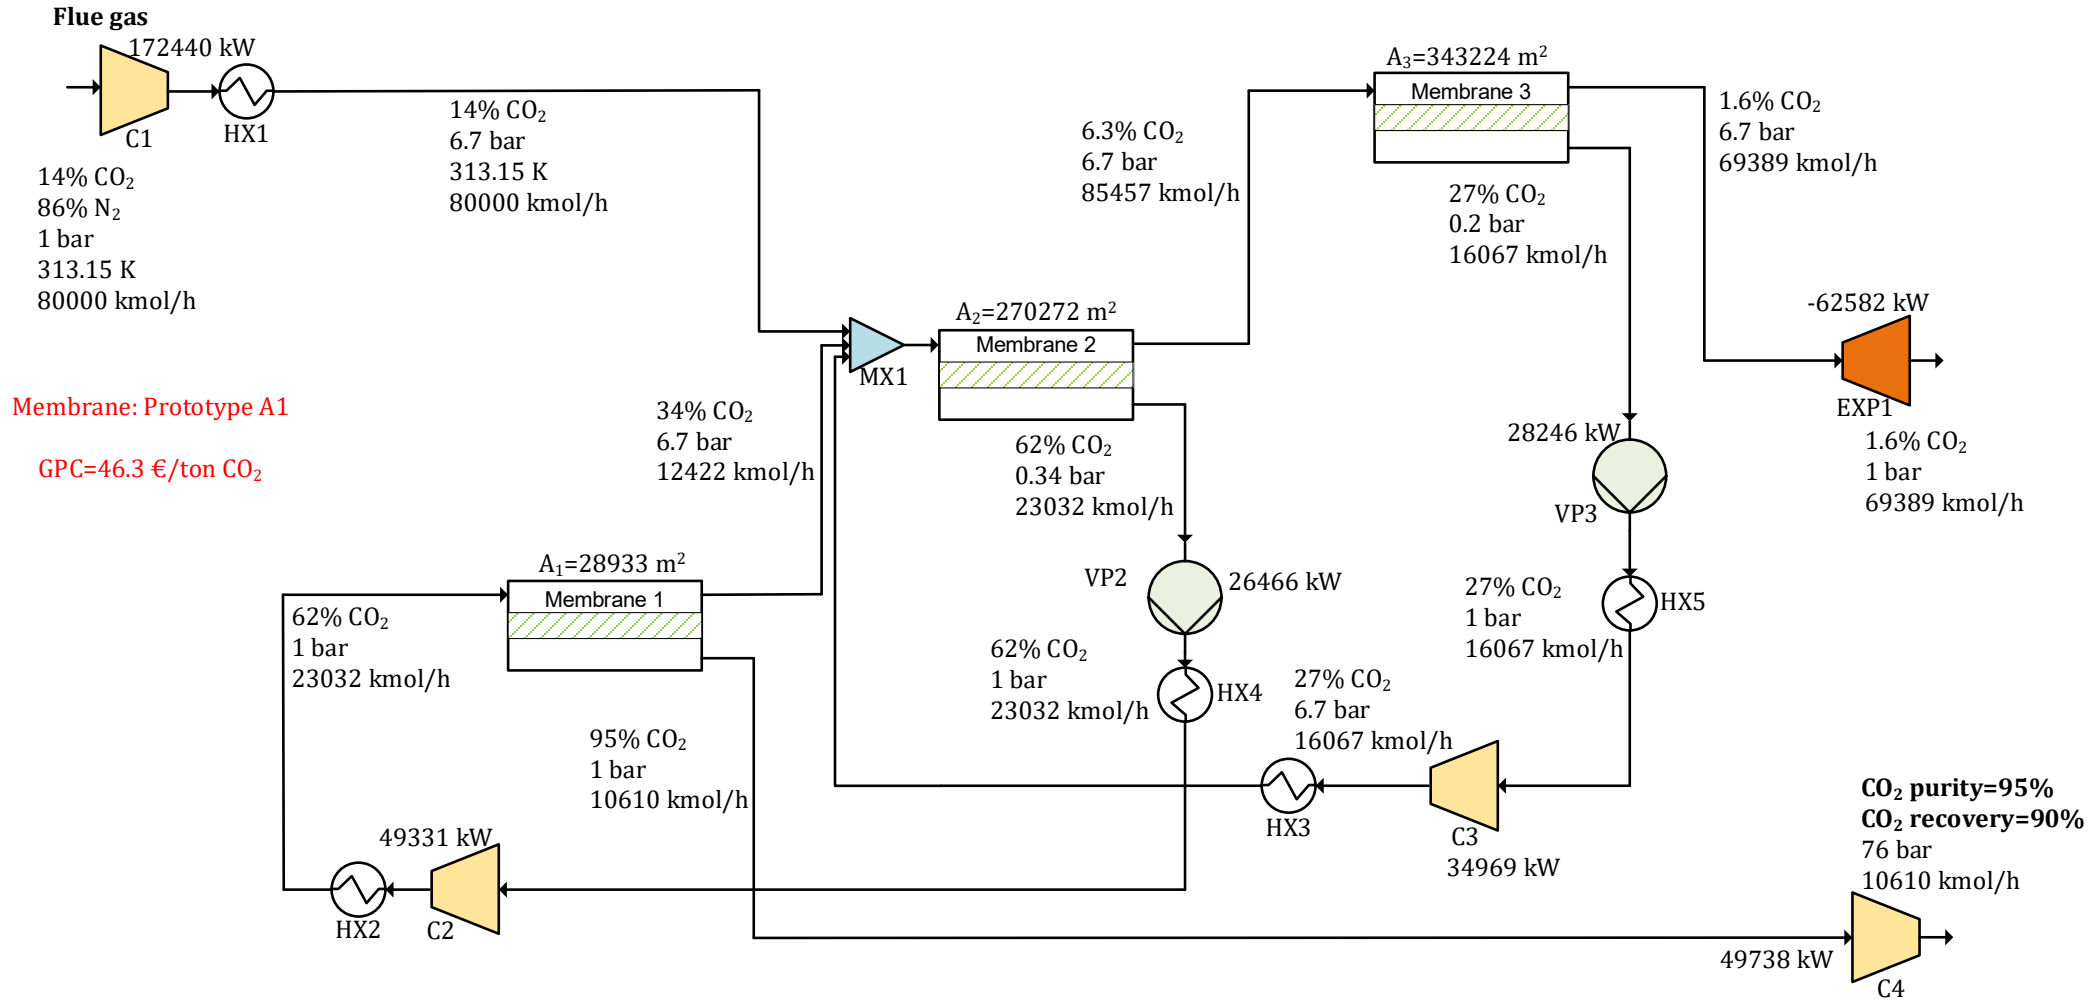 Flue gas
172440 kW
C1
HX1
14% CO₂
86% N₂
1 bar
313.15 K
80000 kmol/h
14% CO₂
6.7 bar
313.15 K
80000 kmol/h
Membrane: Prototype A1
GPC=46.3 €/ton CO₂
MX1
A₂=270272 m²
Membrane 2
34% CO₂
6.7 bar
12422 kmol/h
62% CO₂
0.34 bar
23032 kmol/h
6.3% CO₂
6.7 bar
85457 kmol/h
A₃=343224 m²
Membrane 3
27% CO₂
0.2 bar
16067 kmol/h
1.6% CO₂
6.7 bar
69389 kmol/h
-62582 kW
EXP1
1.6% CO₂
1 bar
69389 kmol/h
28246 kW
VP3
27% CO₂
1 bar
16067 kmol/h
HX5
VP2
26466 kW
62% CO₂
1 bar
23032 kmol/h
HX4
27% CO₂
6.7 bar
16067 kmol/h
HX3
C3
34969 kW
A₁=28933 m²
Membrane 1
62% CO₂
1 bar
23032 kmol/h
95% CO₂
1 bar
10610 kmol/h
49331 kW
HX2
C2
CO₂ purity=95%
CO₂ recovery=90%
76 bar
10610 kmol/h
49738 kW
C4